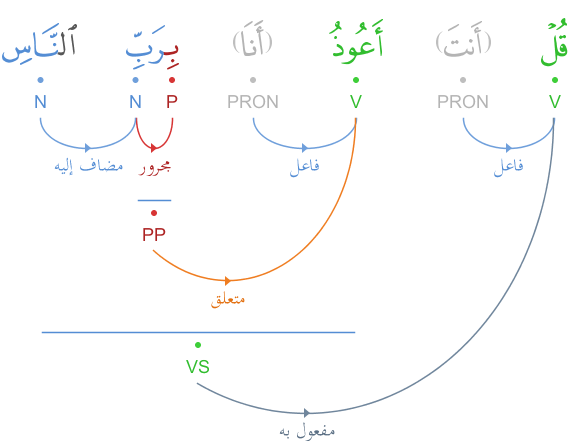 قُلْ (أَنتَ) أَعُوذُ (أَنَا) بِرَبِّ ٱلنَّاسِ
V PRON V PRON P N N
فاعل فاعل مجرور مضاف إليه
PP
متعلق
VS
مفعول به